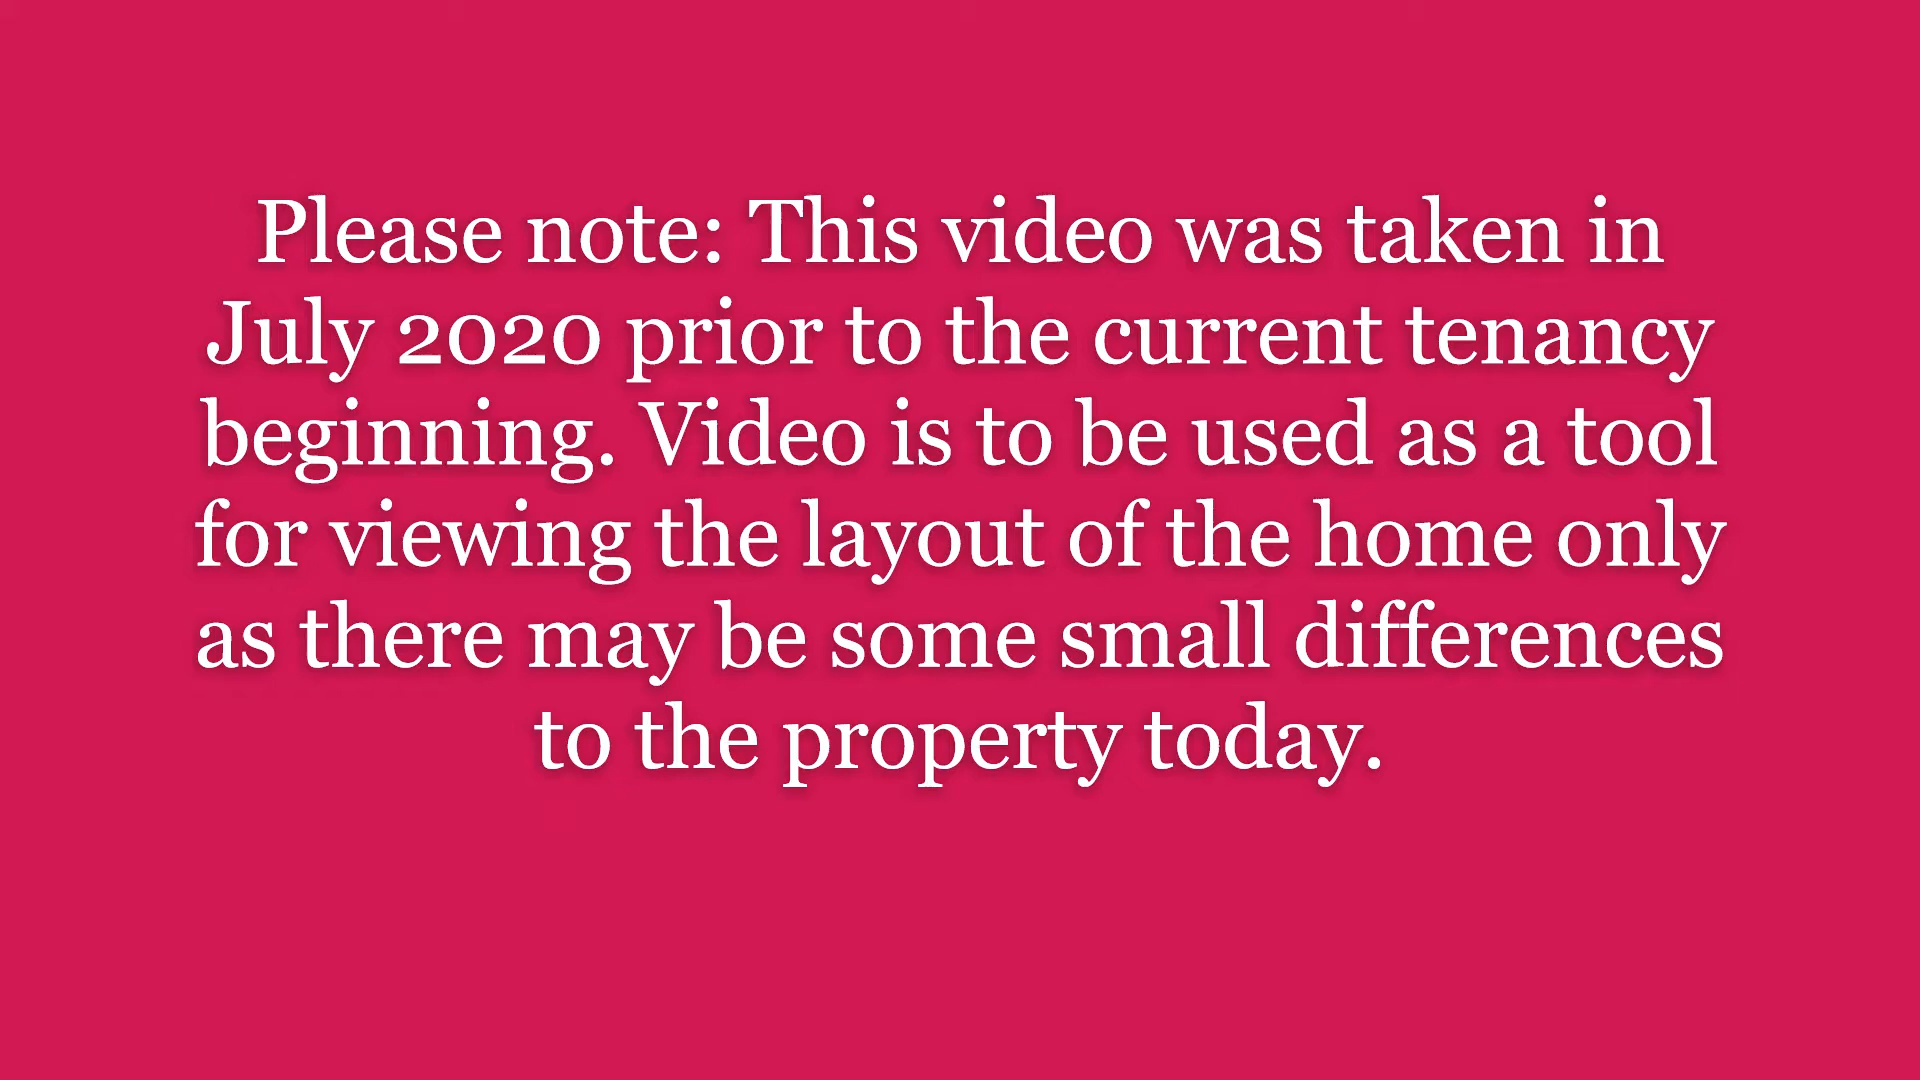 Please note: This video was taken in
July 2020 prior to the current tenancy
beginning. Video is to be used as a tool
for viewing the layout of the home only
as there may be some small differences
to the property today.